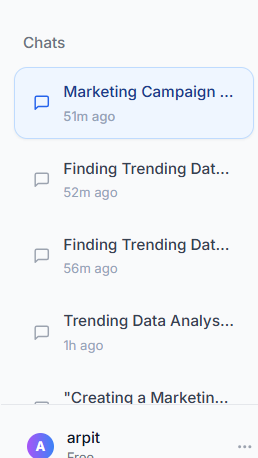 Chats
Marketing Campaign ...
51m ago
Finding Trending Dat...
52m ago
Finding Trending Dat...
56m ago
Trending Data Analys...
1h ago
"Creating a Marketin...
A
arpit
Free